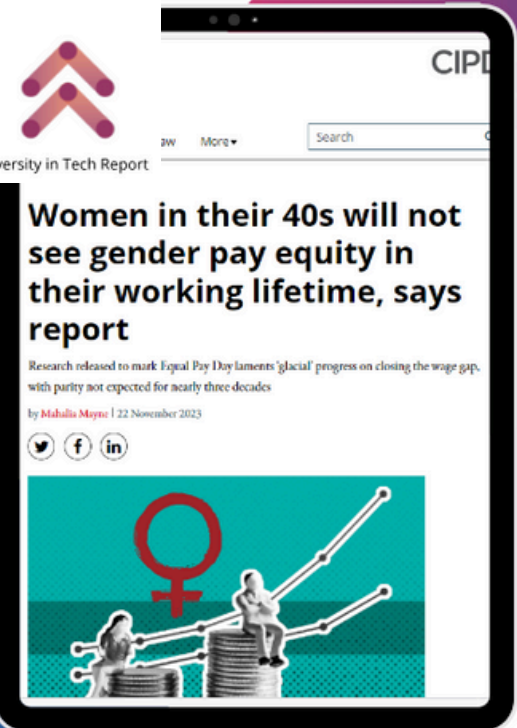 CIPD
aw More
Search
versity in Tech Report
Women in their 40s will not
see gender pay equity in
their working lifetime, says
report
Research released to mark Equal Pay Day laments 'glacial' progress on closing the wage gap,
with parity not expected for nearly three decades
by Mahalia Mayne | 22 November 2023
f
in